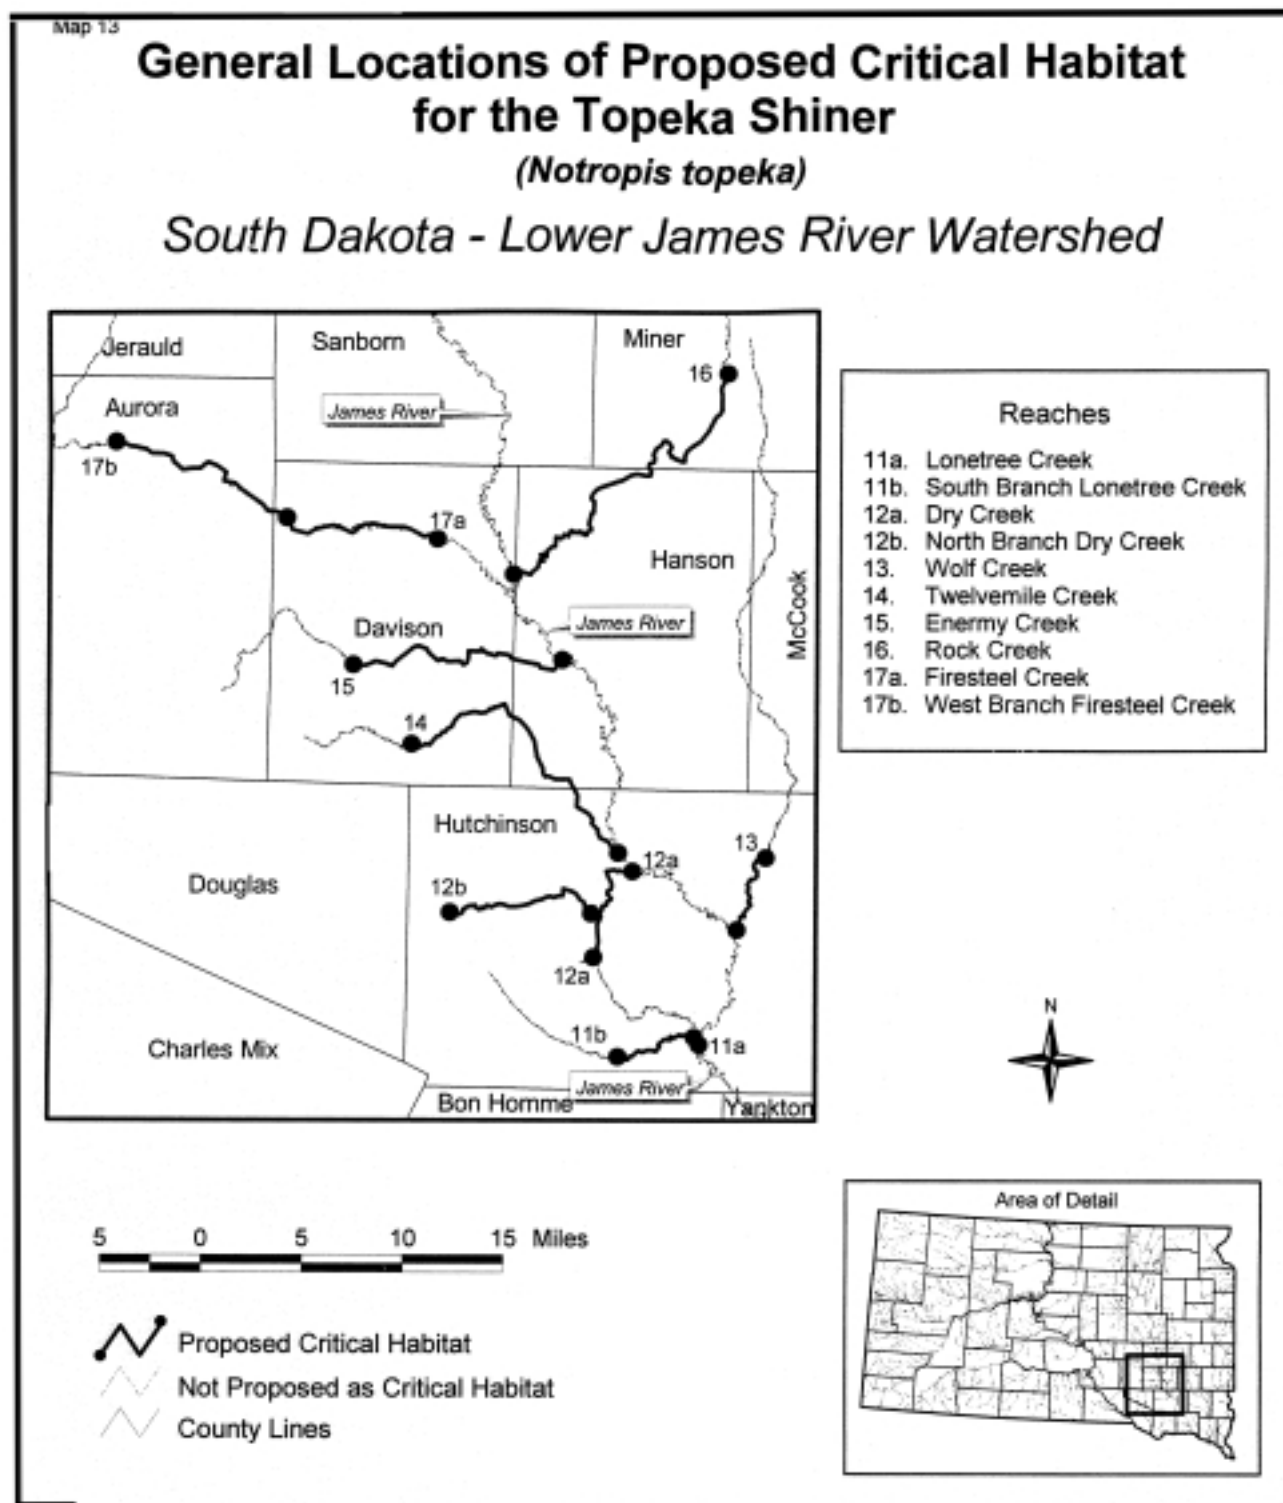 Map 13
General Locations of Proposed Critical Habitat
for the Topeka Shiner
(Notropis topeka)
South Dakota - Lower James River Watershed
Jerauld
Sanborn
Miner
16
James River
Aurora
17b
17a
Hanson
McCook
James River
Davison
15
14
Hutchinson
13
12a
Douglas
12b
12a
11b
11a
Charles Mix
James River
Bon Homme
Yankton
Reaches
11a. Lonetree Creek
11b. South Branch Lonetree Creek
12a. Dry Creek
12b. North Branch Dry Creek
13. Wolf Creek
14. Twelvemile Creek
15. Enermy Creek
16. Rock Creek
17a. Firesteel Creek
17b. West Branch Firesteel Creek
N
5 0 5 10 15 Miles
Proposed Critical Habitat
Not Proposed as Critical Habitat
County Lines
Area of Detail